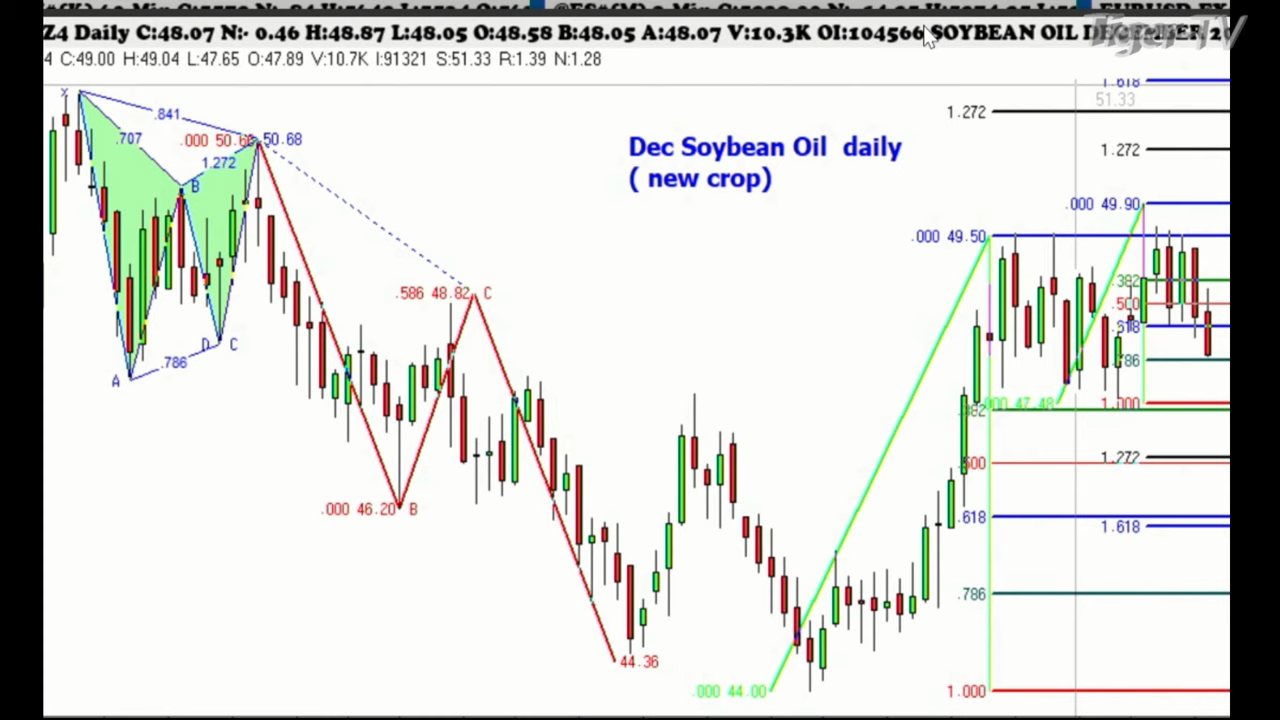 Z4 Daily C:48.07 N:- 0.46 H:48.87 L:48.05 O:48.58 B:48.05 A:48.07 V:10.3K OI:104566 SOYBEAN OIL DECEMBER 20
Tiger TV
4 C:49.00 H:49.04 L:47.65 O:47.89 V:10.7K I:91321 S:51.33 R:1.39 N:1.28
1.618
51.33
X
.841
1.272
.707
.000
50.68
Dec Soybean Oil daily
1.272
1.272
( new crop)
B
.000 49.90
.000 49.50
.382
.586 48.82
C
.500
.618
D
C
.786
.786
A
.000 47.48
1.000
.382
1.272
.500
.000 46.20
B
.618
1.618
.786
44.36
.000 44.00
1.000